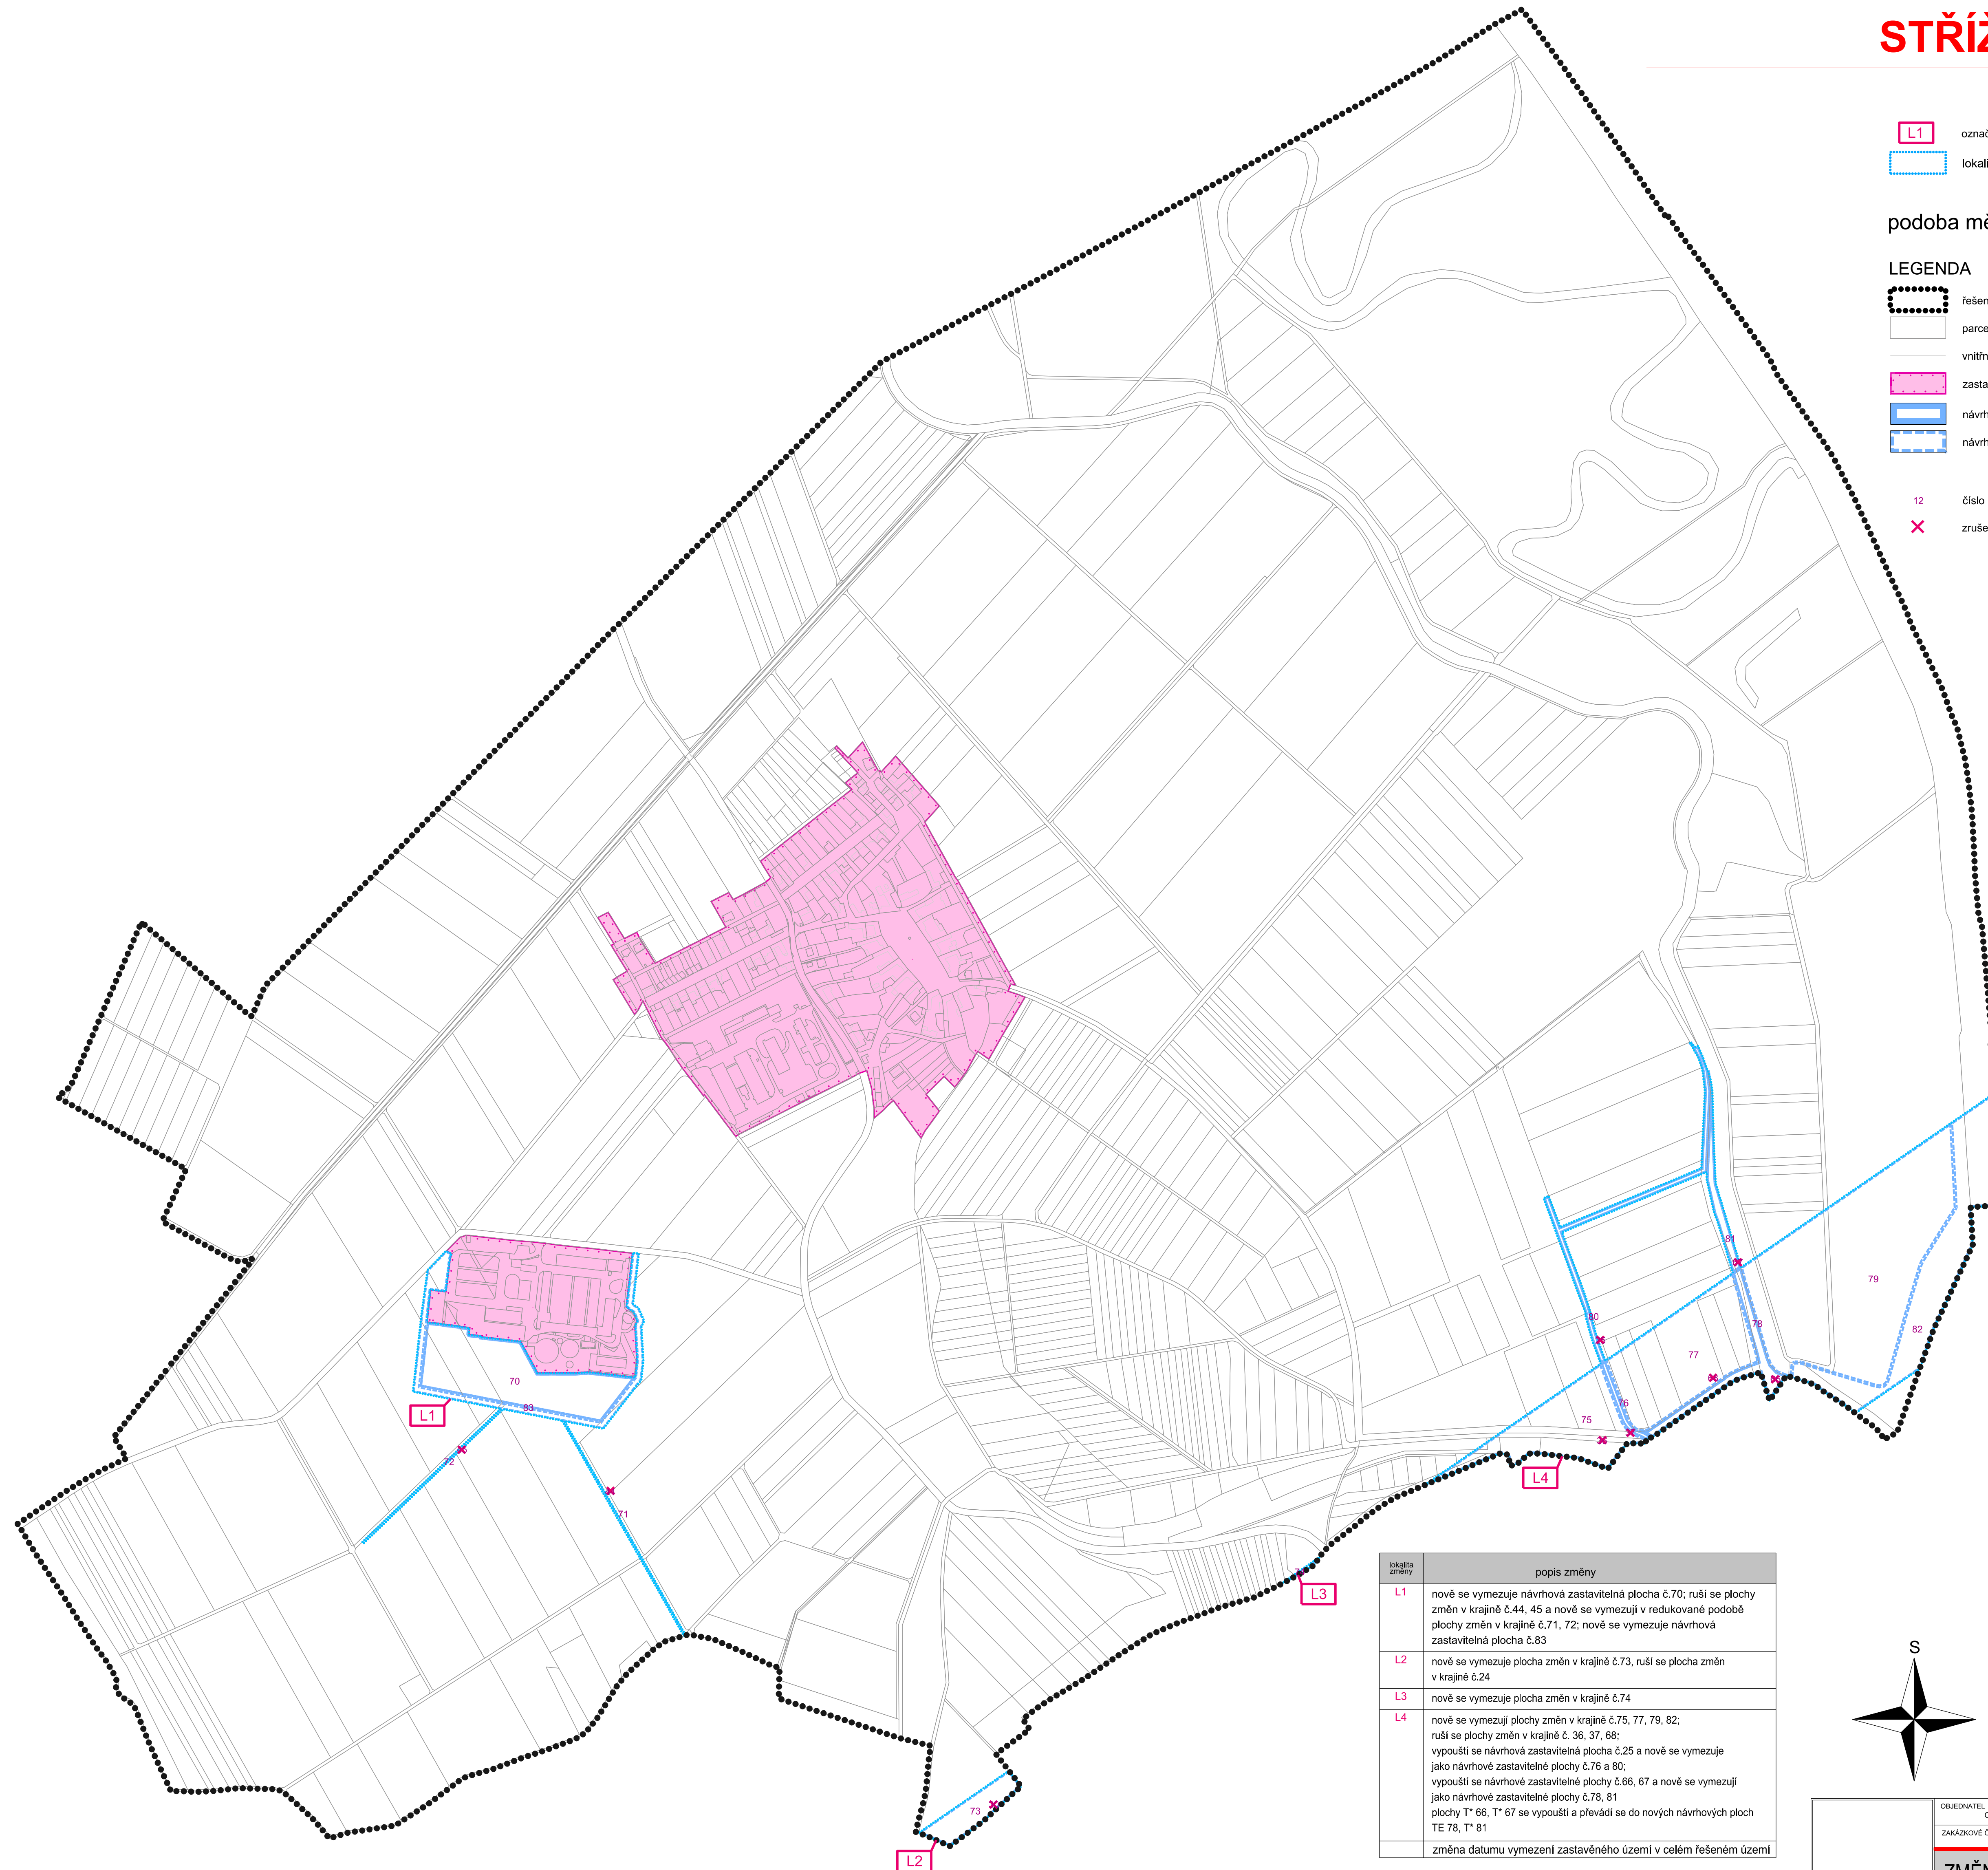 STŘÍŽ
L1 označ
lokali
podoba mě
LEGENDA
řešen
parce
vnitřn
zasta
návrh
návrh
12 číslo
zruše
81
79
80
78
82
77
76
75
70
83
L1
72
71
L4
L3
73
L2
lokalita změny
popis změny
L1
nově se vymezuje návrhová zastavitelná plocha č.70; ruší se plochy
změn v krajině č.44, 45 a nově se vymezují v redukované podobě
plochy změn v krajině č.71, 72; nově se vymezuje návrhová
zastavitelná plocha č.83
L2
nově se vymezuje plocha změn v krajině č.73, ruší se plocha změn
v krajině č.24
L3
nově se vymezuje plocha změn v krajině č.74
L4
nově se vymezují plochy změn v krajině č.75, 77, 79, 82;
ruší se plochy změn v krajině č. 36, 37, 68;
vypouští se návrhová zastavitelná plocha č.25 a nově se vymezuje
jako návrhové zastavitelné plochy č.76 a 80;
vypouští se návrhové zastavitelné plochy č.66, 67 a nově se vymezují
jako návrhové zastavitelné plochy č.78, 81
plochy T* 66, T* 67 se vypouští a převádí se do nových návrhových ploch
TE 78, T* 81
změna datumu vymezení zastavěného území v celém řešeném území
S
OBJEDNATEL
ZAKÁZKOVÉ Č